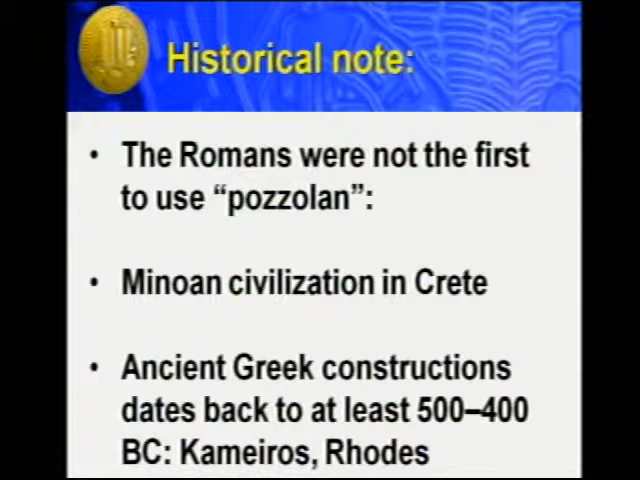 Historical note:
• The Romans were not the first
to use “pozzolan”:
• Minoan civilization in Crete
• Ancient Greek constructions
dates back to at least 500–400
BC: Kameiros, Rhodes